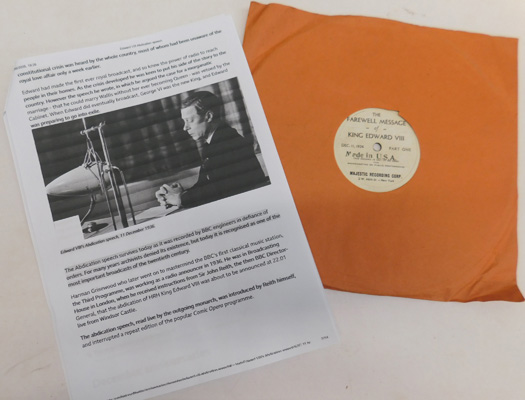 Edward VIII abdication speech
constitutional crisis was heard by the whole country, most of whom had been unaware of the
royal love affair only a week earlier.
Edward had made the first ever royal broadcast, and so knew the power of radio to reach
people in their homes. As the crisis developed he was keen to put his side of the story to the
country. However the speech he wrote, in which he argued the case for a morganatic
marriage - that he could marry Wallis without her ever becoming Queen - was vetoed by the
Cabinet. When Edward did eventually broadcast, George VI was the new King, and Edward
was preparing to go into exile.
Edward VIII's Abdication speech, 11 December 1936
The Abdication speech survives today as it was recorded by BBC engineers in defiance of
orders. For many years archivists denied its existence, but today it is recognised as one of the
most important broadcasts of the twentieth century.
Harman Grisewood who later went on to mastermind the BBC's first classical music station,
the Third Programme, was working as a radio announcer in 1936. He was in Broadcasting
House in London, when he received instructions from Sir John Reith, the then BBC Director-
General, that the abdication of HRH King Edward VIII was about to be announced at 22.01
live from Windsor Castle.
The abdication speech, read live by the outgoing monarch, was introduced by Reith himself,
and interrupted a repeat edition of the popular Comic Opera programme.
THE
FAREWELL MESSAGE
of
KING EDWARD VIII
DEC. 11, 1936 PART ONE
Made in U.S.A.
MAJESTIC RECORDING CORP.